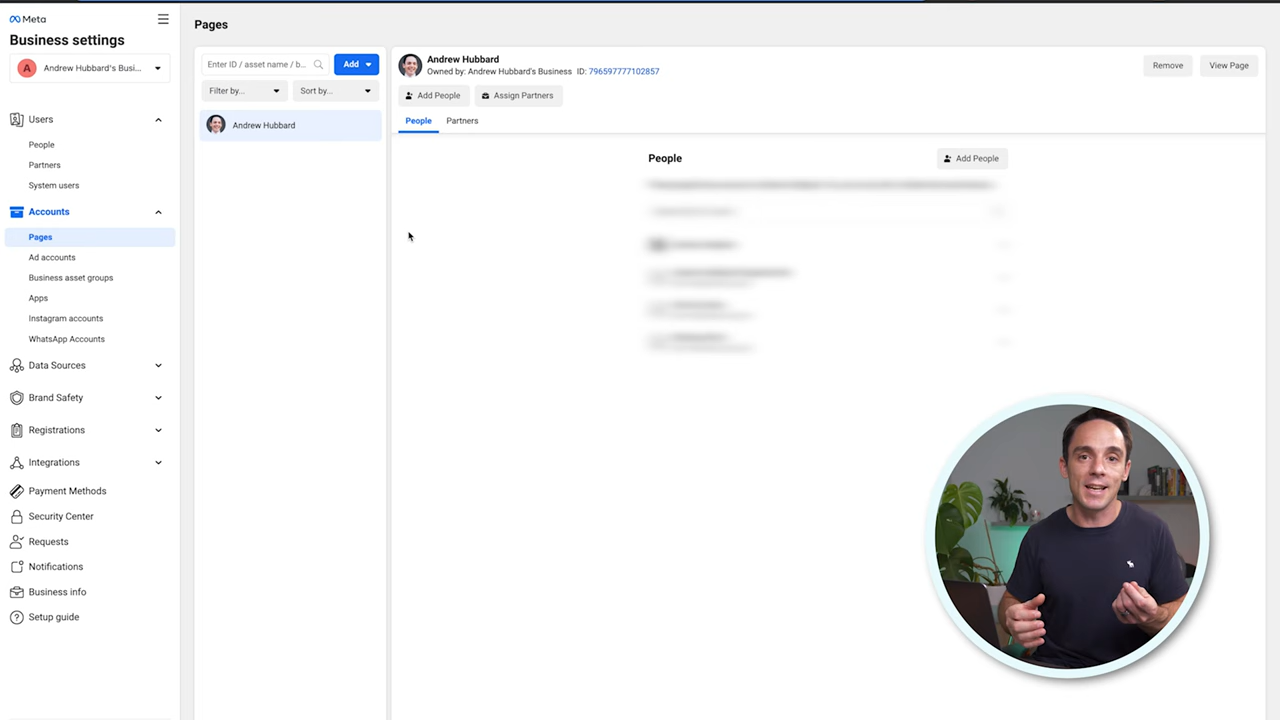 Meta
Business settings
A Andrew Hubbard's Busi...
Users
People
Partners
System users
Accounts
Pages
Ad accounts
Business asset groups
Apps
Instagram accounts
WhatsApp Accounts
Data Sources
Brand Safety
Registrations
Integrations
Payment Methods
Security Center
Requests
Notifications
Business info
Setup guide
Pages
Enter ID / asset name / b...
Add
Filter by...
Sort by...
Andrew Hubbard
Andrew Hubbard
Owned by: Andrew Hubbard's Business ID: 796597777102857
Remove
View Page
Add People
Assign Partners
People
Partners
People
Add People